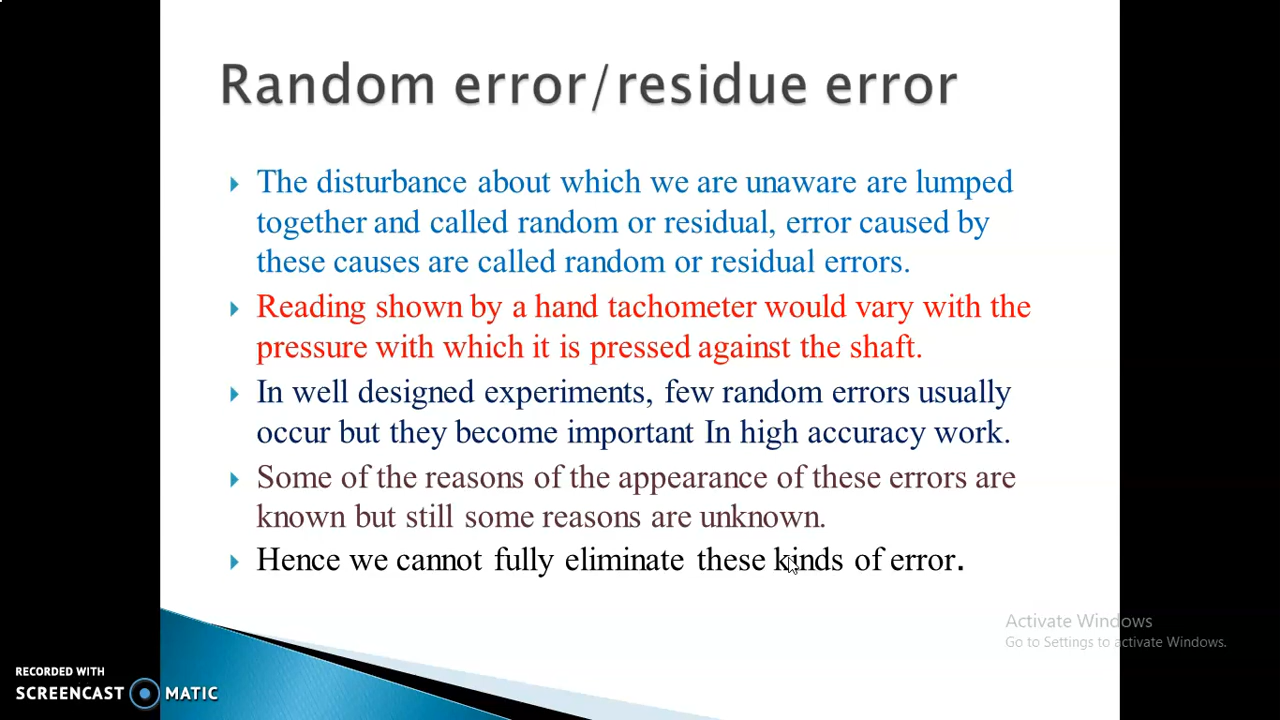 Random error/residue error
The disturbance about which we are unaware are lumped
together and called random or residual, error caused by
these causes are called random or residual errors.
Reading shown by a hand tachometer would vary with the
pressure with which it is pressed against the shaft.
In well designed experiments, few random errors usually
occur but they become important In high accuracy work.
Some of the reasons of the appearance of these errors are
known but still some reasons are unknown.
Hence we cannot fully eliminate these kinds of error.
Activate Windows
Go to Settings to activate Windows.
RECORDED WITH
SCREENCAST MATIC